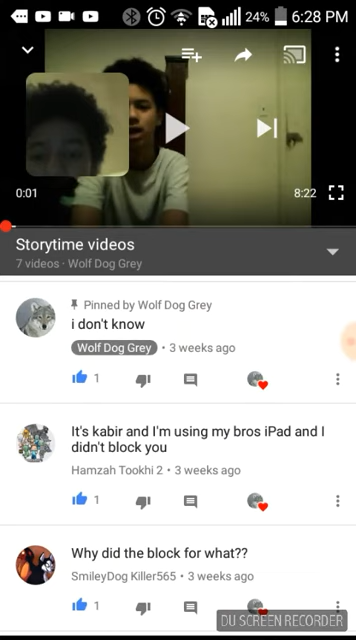 24% 6:28 PM
0:01
8:22
Storytime videos
7 videos · Wolf Dog Grey
Pinned by Wolf Dog Grey
i don't know
Wolf Dog Grey • 3 weeks ago
1
It's kabir and I'm using my bros iPad and I
didn't block you
Hamzah Tookhi 2 • 3 weeks ago
1
Why did the block for what??
SmileyDog Killer565 • 3 weeks ago
1
DU SCREEN RECORDER